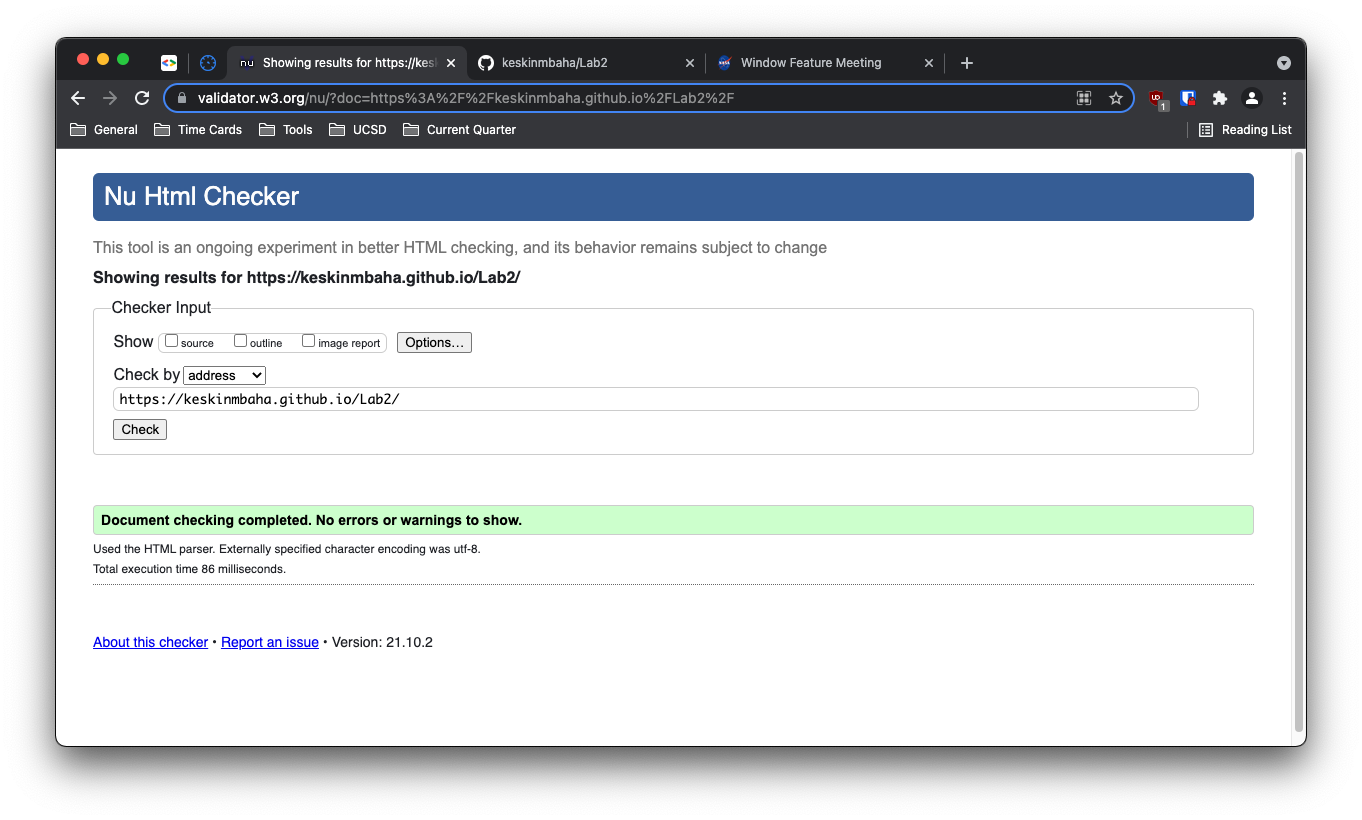 nu Showing results for https://kes
keskinmbaha/Lab2
Window Feature Meeting
validator.w3.org/nu/?doc=https%3A%2F%2Fkeskinmbaha.github.io%2FLab2%2F
1
General Time Cards Tools UCSD Current Quarter Reading List
Nu Html Checker
This tool is an ongoing experiment in better HTML checking, and its behavior remains subject to change
Showing results for https://keskinmbaha.github.io/Lab2/
Checker Input
Show source outline image report Options...
Check by address
https://keskinmbaha.github.io/Lab2/
Check
Document checking completed. No errors or warnings to show.
Used the HTML parser. Externally specified character encoding was utf-8.
Total execution time 86 milliseconds.
About this checker • Report an issue • Version: 21.10.2